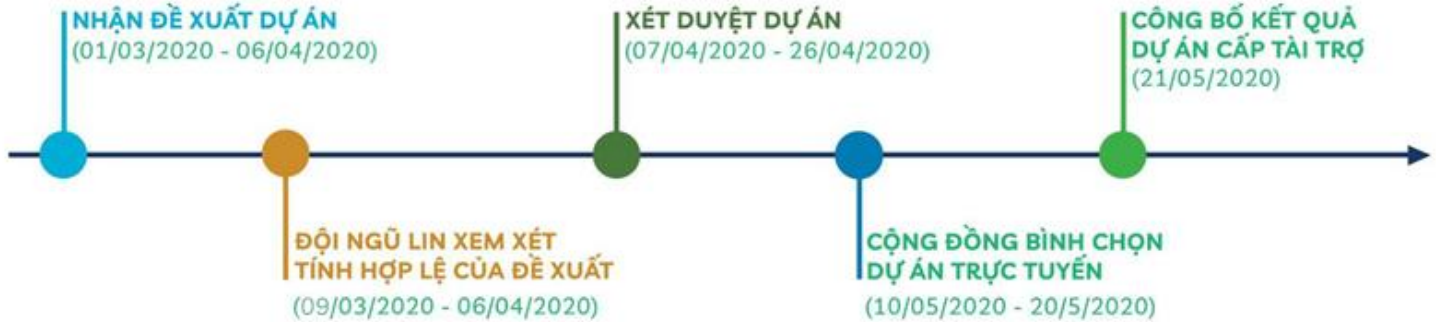 NHẬN ĐỀ XUẤT DỰ ÁN
(01/03/2020 - 06/04/2020)
ĐỘI NGŨ LIN XEM XÉT
TÍNH HỢP LỆ CỦA ĐỀ XUẤT
(09/03/2020 - 06/04/2020)
XÉT DUYỆT DỰ ÁN
(07/04/2020 - 26/04/2020)
CỘNG ĐỒNG BÌNH CHỌN
DỰ ÁN TRỰC TUYẾN
(10/05/2020 - 20/5/2020)
CÔNG BỐ KẾT QUẢ
DỰ ÁN CẤP TÀI TRỢ
(21/05/2020)